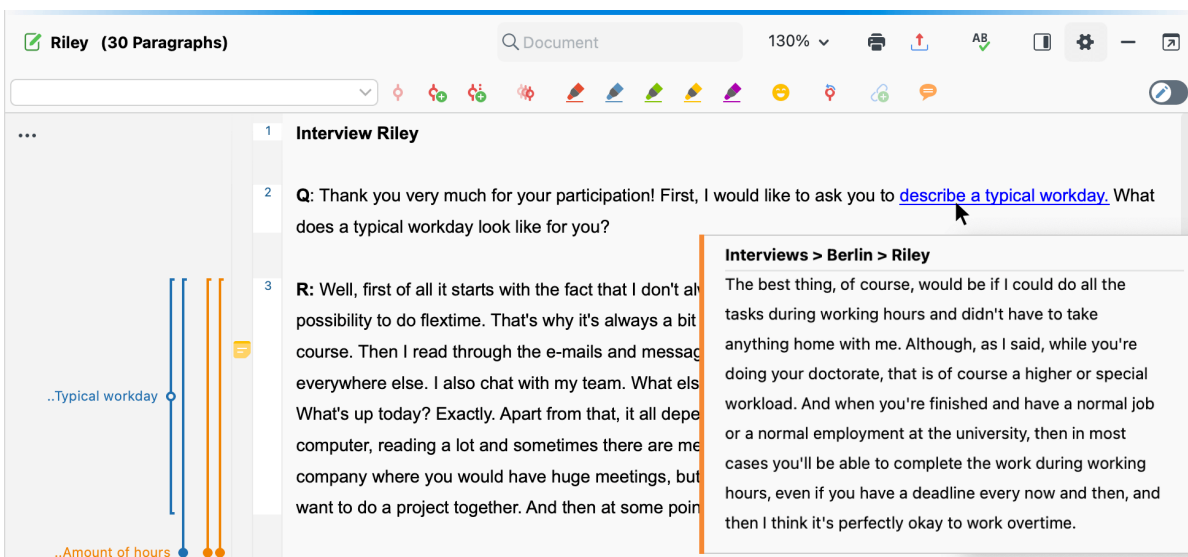 Riley (30 Paragraphs)
Document
130%
AB
1
Interview Riley
2
Q: Thank you very much for your participation! First, I would like to ask you to describe a typical workday. What
does a typical workday look like for you?
3
R: Well, first of all it starts with the fact that I don't
possibility to do flextime. That's why it's always a bit
course. Then I read through the e-mails and
everywhere else. I also chat with my team. What
What's up today? Exactly. Apart from that, it all
computer, reading a lot and sometimes there are
company where you would have huge meetings, but
want to do a project together. And then at some
..Typical workday
..Amount of hours
Interviews > Berlin > Riley
The best thing, of course, would be if I could do all the
tasks during working hours and didn't have to take
anything home with me. Although, as I said, while you're
doing your doctorate, that is of course a higher or special
workload. And when you're finished and have a normal job
or a normal employment at the university, then in most
cases you'll be able to complete the work during working
hours, even if you have a deadline every now and then, and
then I think it's perfectly okay to work overtime.